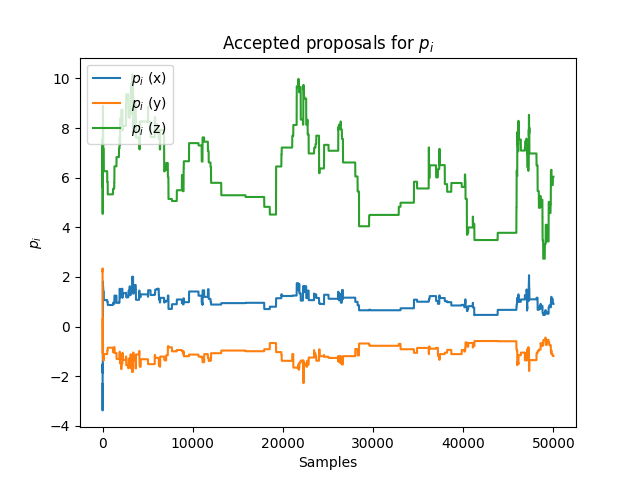 Accepted proposals for p_i
p_i (x)
p_i (y)
p_i (z)
10
8
6
4
2
0
−2
−4
p_i
0 10000 20000 30000 40000 50000
Samples